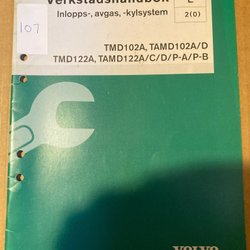 Verkstadshandbok
L
Inlopps-, avgas, -kylsystem
2(0)
107
TMD102A, TAMD102A/D
TMD122A, TAMD122A/C/D/P-A/P-B
VOLVO